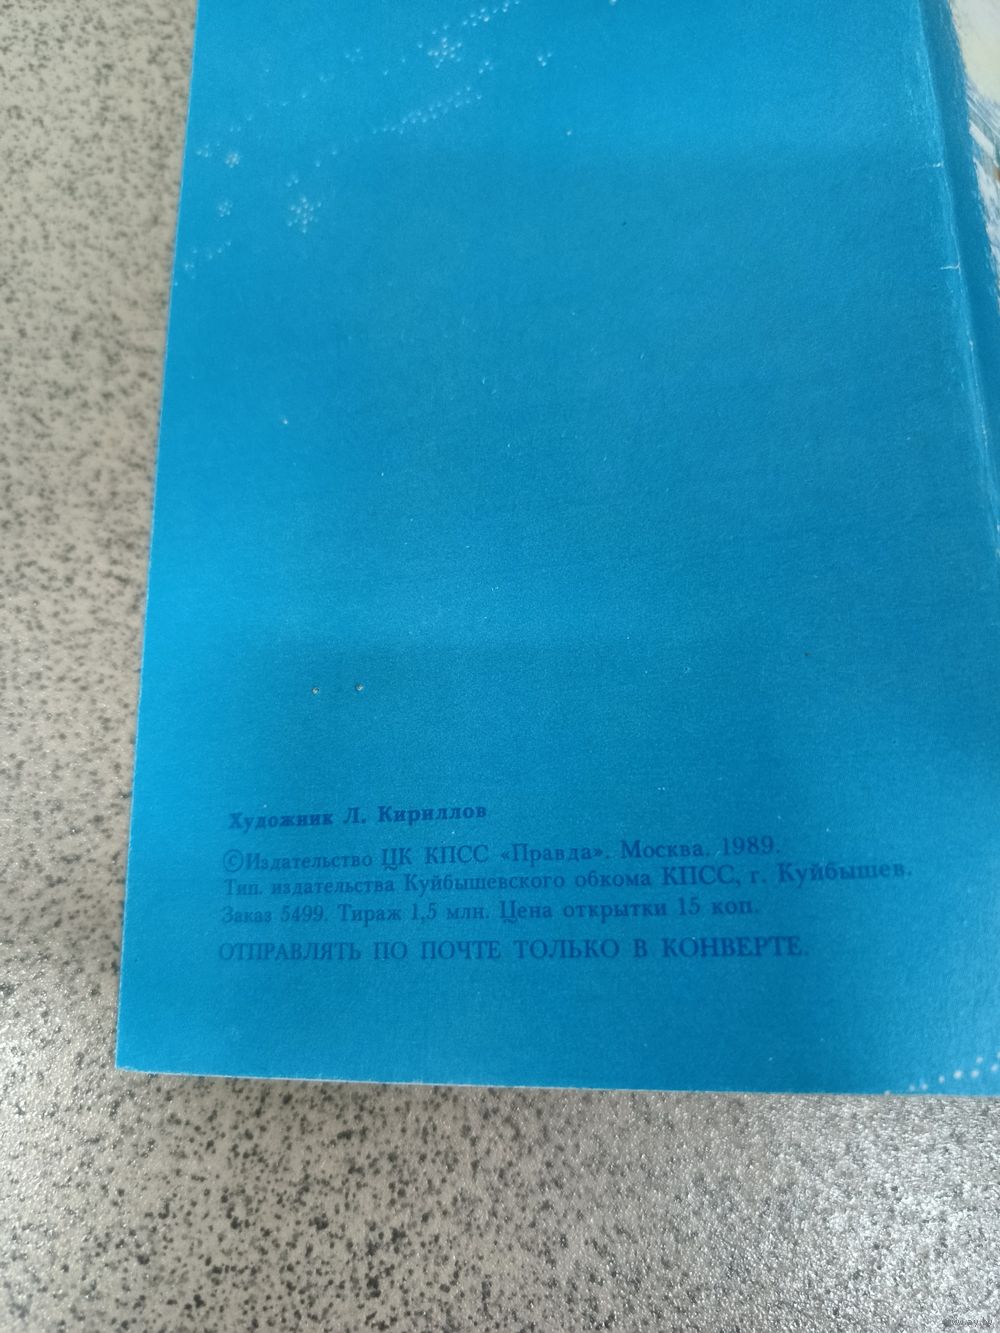 Художник Л. Кириллов
©Издательство ЦК КПСС «Правда». Москва. 1989.
Тип. издательства Куйбышевского обкома КПСС, г. Куйбышев.
Заказ 5499. Тираж 1,5 млн. Цена открытки 15 коп.
ОТПРАВЛЯТЬ ПО ПОЧТЕ ТОЛЬКО В КОНВЕРТЕ.